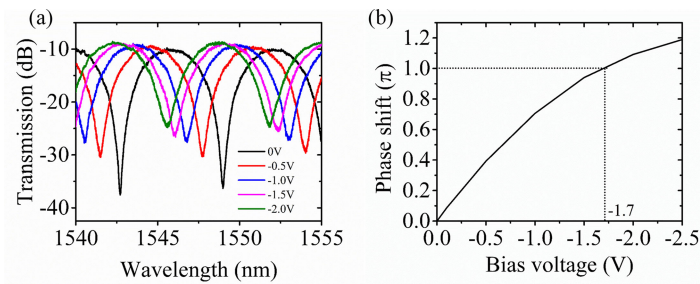 (a)
Transmission (dB)
-10
-20
-30
-40
0V
-0.5V
-1.0V
-1.5V
-2.0V
1540 1545 1550 1555
Wavelength (nm)
(b)
Phase shift (π)
1.2
1.0
0.8
0.6
0.4
0.2
0.0
-1.7
0.0 -0.5 -1.0 -1.5 -2.0 -2.5
Bias voltage (V)